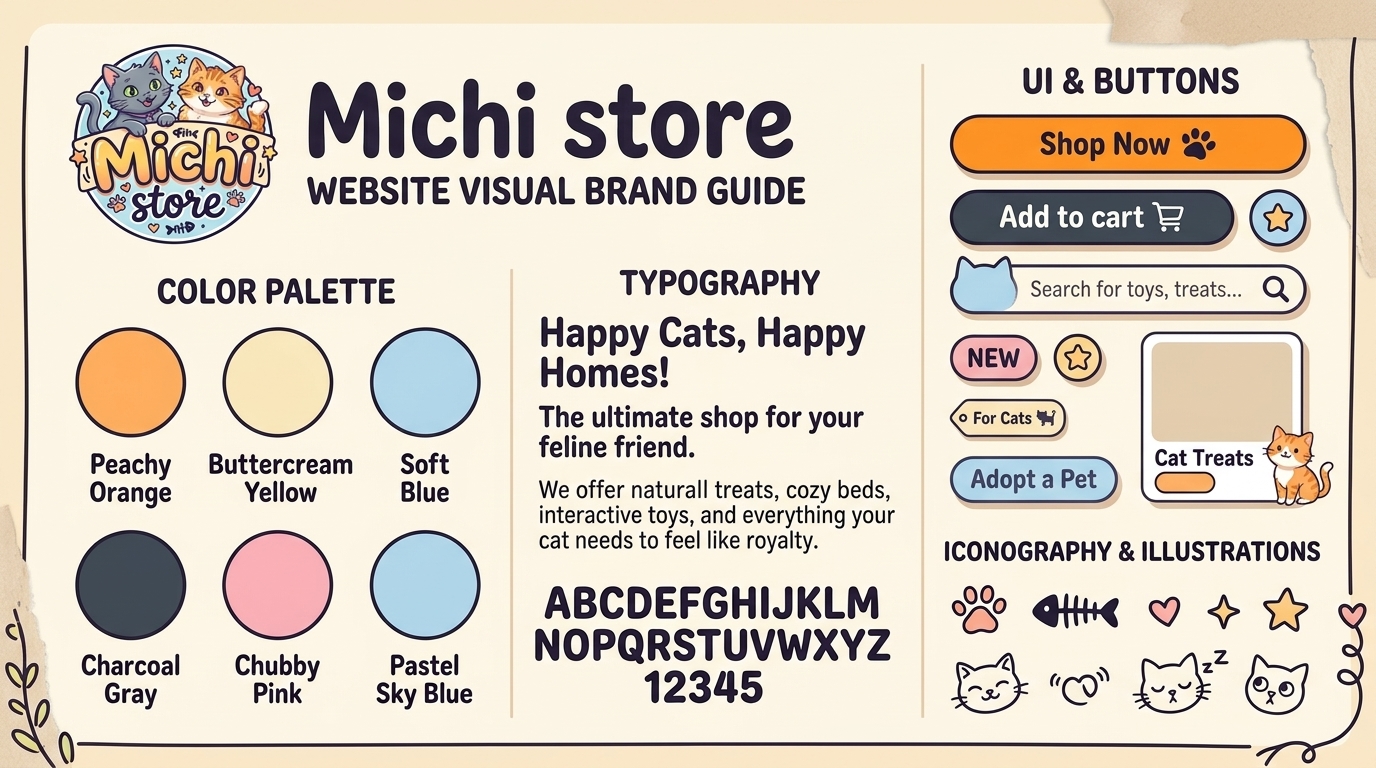 Michi
store
Michi store
WEBSITE VISUAL BRAND GUIDE
COLOR PALETTE
Peachy
Orange
Buttercream
Yellow
Soft
Blue
Charcoal
Gray
Chubby
Pink
Pastel
Sky Blue
TYPOGRAPHY
Happy Cats, Happy
Homes!
The ultimate shop for your
feline friend.
We offer naturall treats, cozy beds,
interactive toys, and everything your
cat needs to feel like royalty.
ABCDEFGHIJKLM
NOPQRSTUVWXYZ
12345
UI & BUTTONS
Shop Now
Add to cart
Search for toys, treats...
NEW
For Cats
Adopt a Pet
Cat Treats
ICONOGRAPHY & ILLUSTRATIONS
z Z